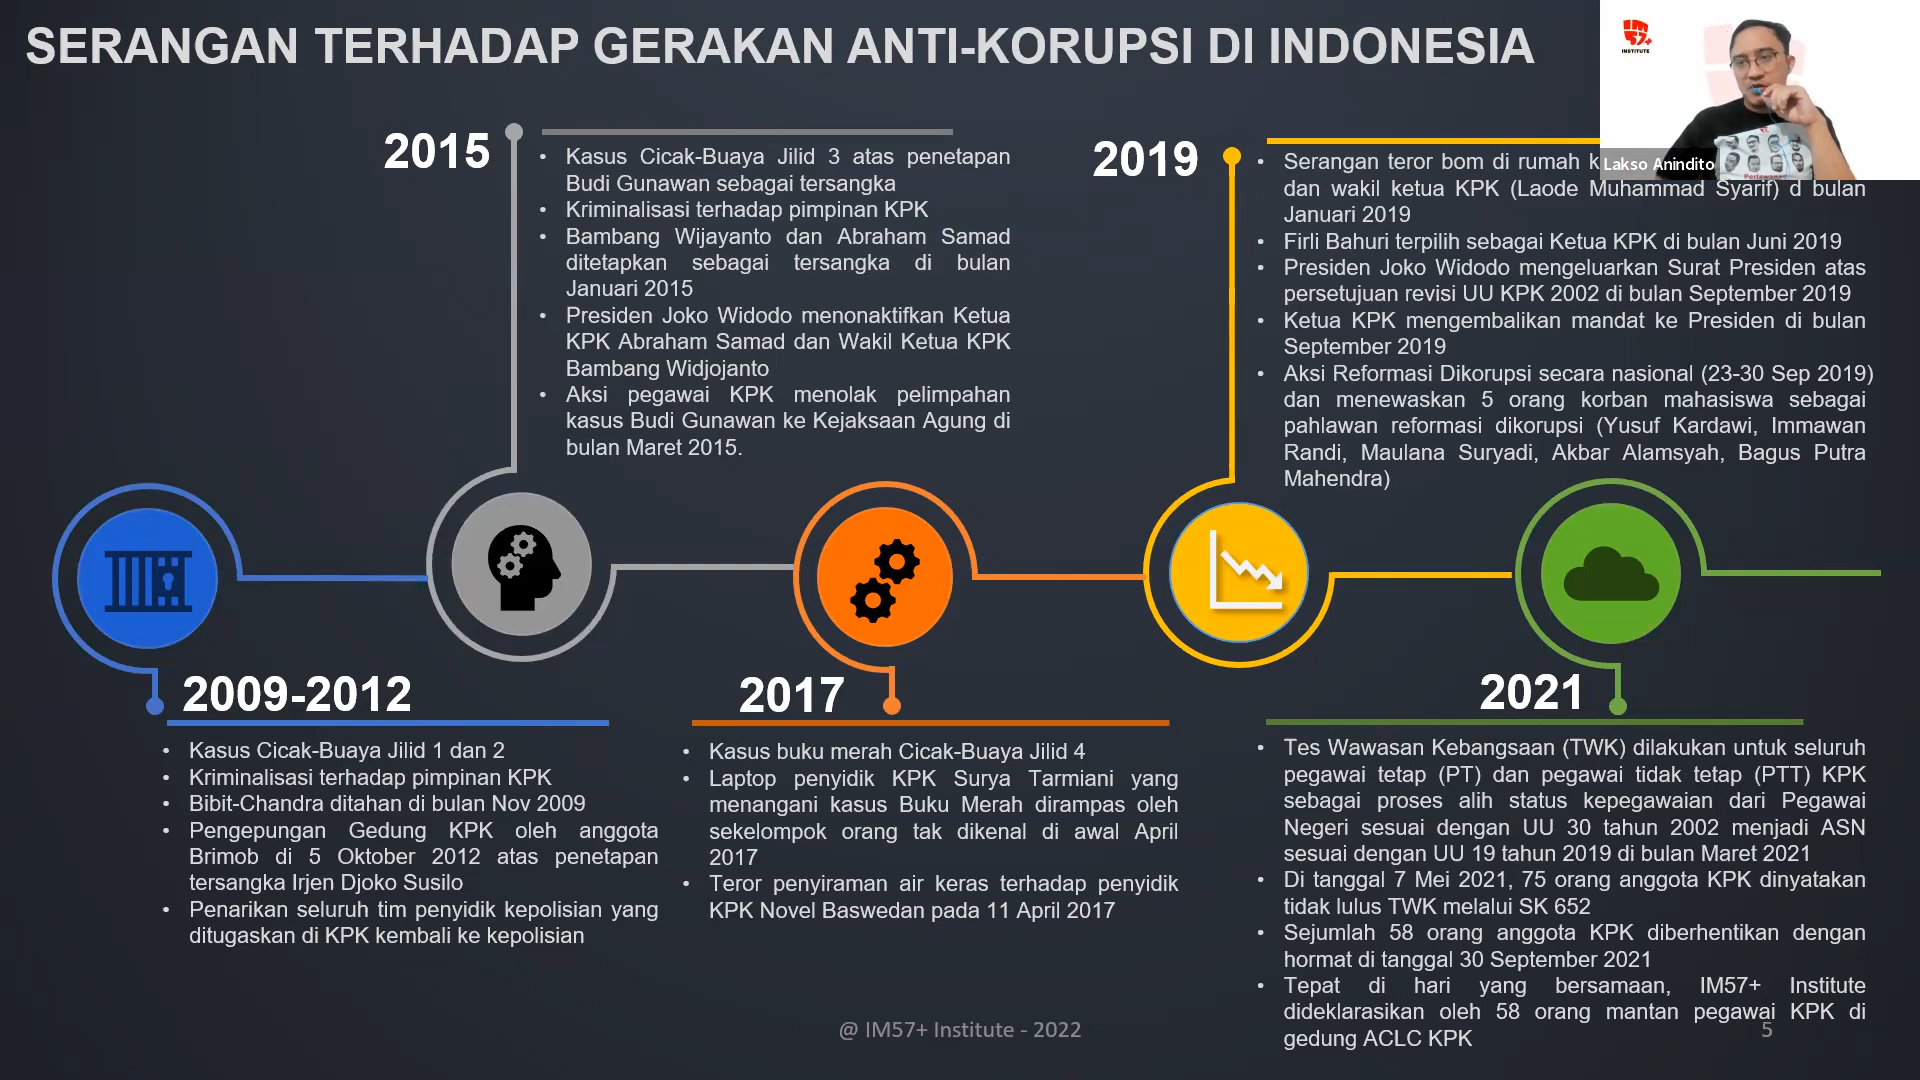 SERANGAN TERHADAP GERAKAN ANTI-KORUPSI DI INDONESIA
INSTITUTE
Lakso Anindito
2015
• Kasus Cicak-Buaya Jilid 3 atas penetapan
Budi Gunawan sebagai tersangka
• Kriminalisasi terhadap pimpinan KPK
• Bambang Wijayanto dan Abraham Samad
ditetapkan sebagai tersangka di bulan
Januari 2015
• Presiden Joko Widodo menonaktifkan Ketua
KPK Abraham Samad dan Wakil Ketua KPK
Bambang Widjojanto
• Aksi pegawai KPK menolak pelimpahan
kasus Budi Gunawan ke Kejaksaan Agung di
bulan Maret 2015.
2019
• Serangan teror bom di rumah k
dan wakil ketua KPK (Laode Muhammad Syarif) d bulan
Januari 2019
• Firli Bahuri terpilih sebagai Ketua KPK di bulan Juni 2019
• Presiden Joko Widodo mengeluarkan Surat Presiden atas
persetujuan revisi UU KPK 2002 di bulan September 2019
• Ketua KPK mengembalikan mandat ke Presiden di bulan
September 2019
• Aksi Reformasi Dikorupsi secara nasional (23-30 Sep 2019)
dan menewaskan 5 orang korban mahasiswa sebagai
pahlawan reformasi dikorupsi (Yusuf Kardawi, Immawan
Randi, Maulana Suryadi, Akbar Alamsyah, Bagus Putra
Mahendra)
2009-2012
• Kasus Cicak-Buaya Jilid 1 dan 2
• Kriminalisasi terhadap pimpinan KPK
• Bibit-Chandra ditahan di bulan Nov 2009
• Pengepungan Gedung KPK oleh anggota
Brimob di 5 Oktober 2012 atas penetapan
tersangka Irjen Djoko Susilo
• Penarikan seluruh tim penyidik kepolisian yang
ditugaskan di KPK kembali ke kepolisian
2017
• Kasus buku merah Cicak-Buaya Jilid 4
• Laptop penyidik KPK Surya Tarmiani yang
menangani kasus Buku Merah dirampas oleh
sekelompok orang tak dikenal di awal April
2017
• Teror penyiraman air keras terhadap penyidik
KPK Novel Baswedan pada 11 April 2017
2021
• Tes Wawasan Kebangsaan (TWK) dilakukan untuk seluruh
pegawai tetap (PT) dan pegawai tidak tetap (PTT) KPK
sebagai proses alih status kepegawaian dari Pegawai
Negeri sesuai dengan UU 30 tahun 2002 menjadi ASN
sesuai dengan UU 19 tahun 2019 di bulan Maret 2021
• Di tanggal 7 Mei 2021, 75 orang anggota KPK dinyatakan
tidak lulus TWK melalui SK 652
• Sejumlah 58 orang anggota KPK diberhentikan dengan
hormat di tanggal 30 September 2021
• Tepat di hari yang bersamaan, IM57+ Institute
dideklarasikan oleh 58 orang mantan pegawai KPK di
gedung ACLC KPK
@ IM57+ Institute - 2022
5